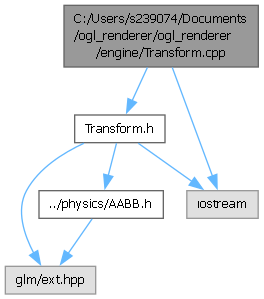 C:/Users/s239074/Documents
/ogl_renderer/ogl_renderer
/engine/Transform.cpp
Transform.h
../physics/AABB.h
iostream
glm/ext.hpp